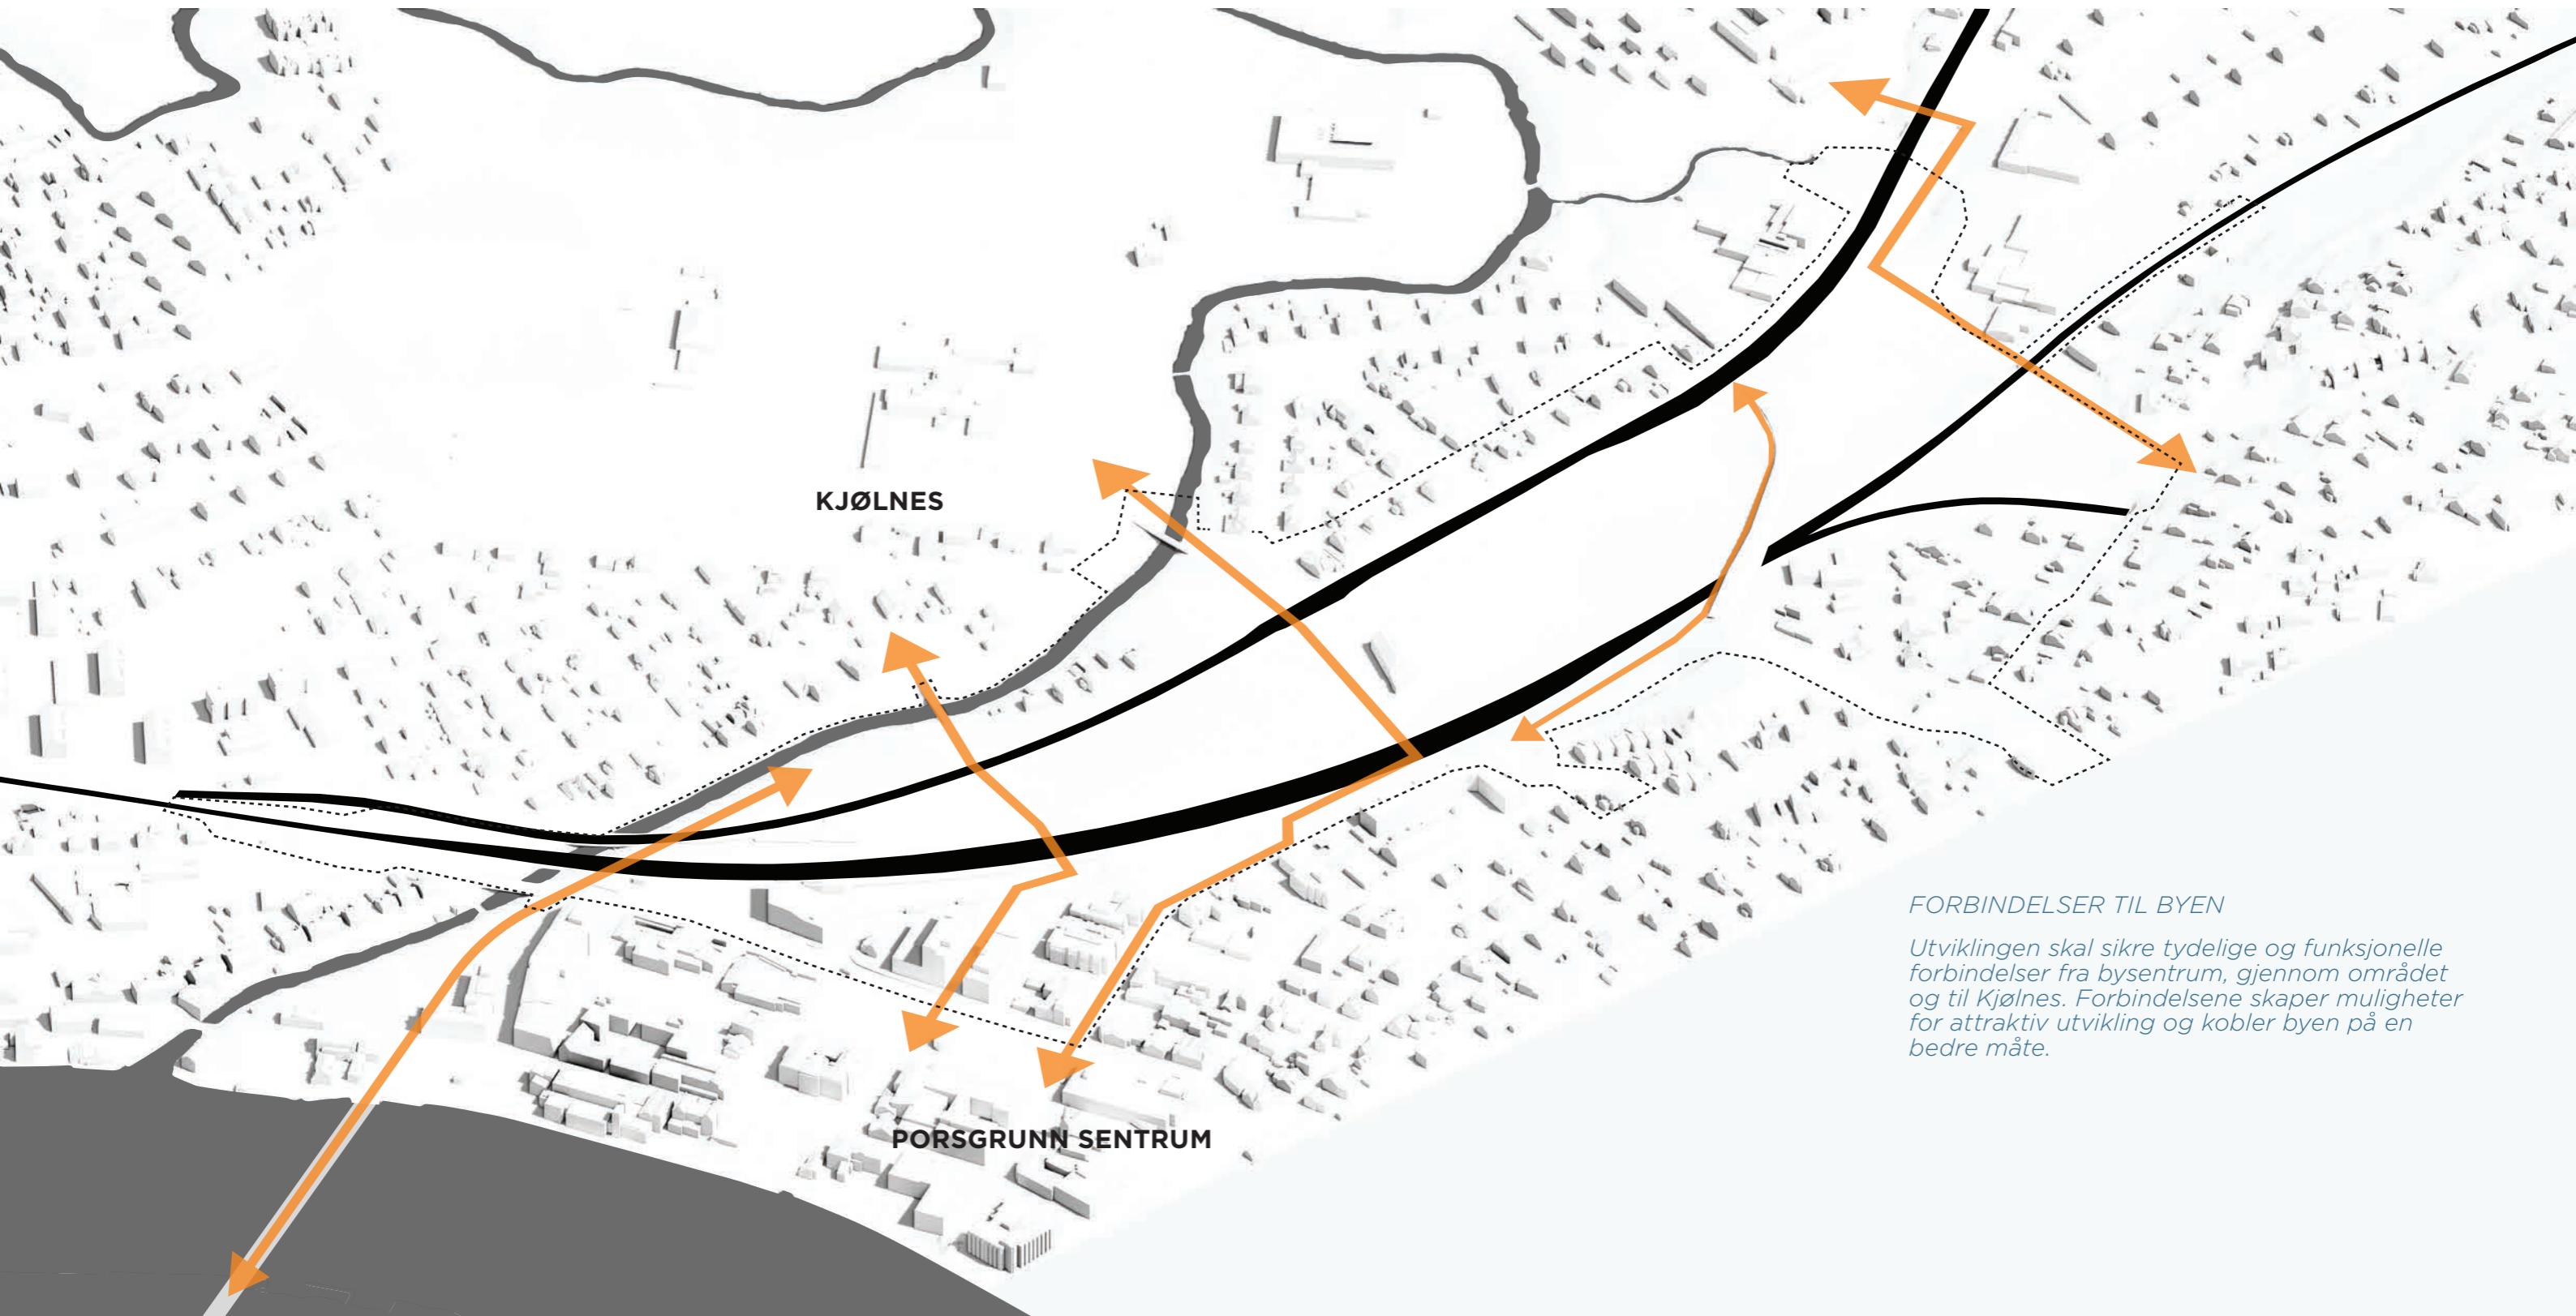 KJØLNES
PORSGRUNN SENTRUM
FORBINDELSER TIL BYEN
Utviklingen skal sikre tydelige og funksjonelle
forbindelser fra bysentrum, gjennom området
og til Kjølnes. Forbindelsene skaper muligheter
for attraktiv utvikling og kobler byen på en
bedre måte.